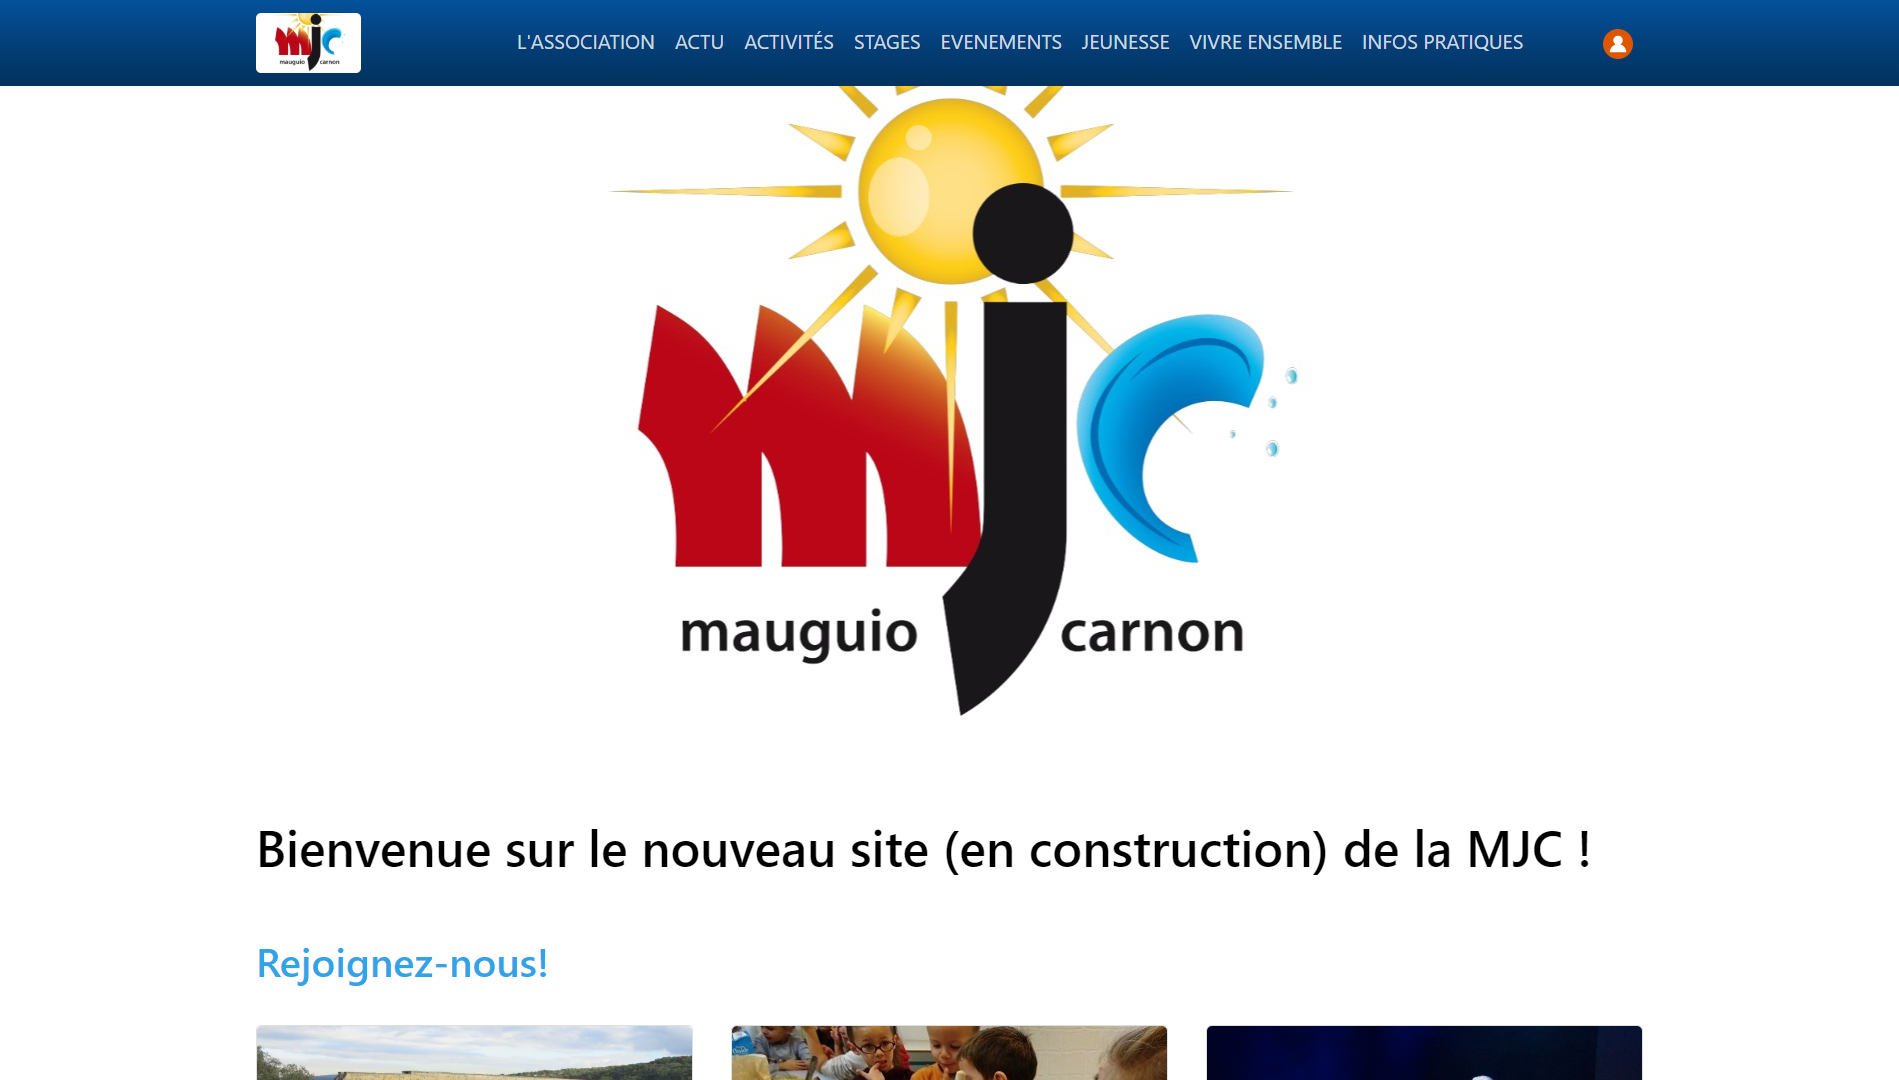 mjc
mauguio carnon
L'ASSOCIATION ACTU ACTIVITÉS STAGES EVENEMENTS JEUNESSE VIVRE ENSEMBLE INFOS PRATIQUES
mjc
mauguio carnon
Bienvenue sur le nouveau site (en construction) de la MJC !
Rejoignez-nous!